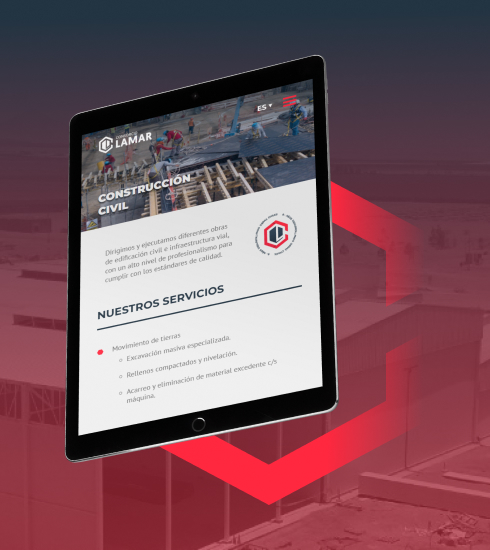 LAMAR
ES
CONSTRUCCIÓN
CIVIL
Dirigimos y ejecutamos diferentes obras
de edificación civil e infraestructura vial,
con un alto nivel de profesionalismo para
cumplir con los estándares de calidad.
NUESTROS SERVICIOS
Movimiento de tierras
Excavación masiva especializada.
Rellenos compactados y nivelación.
Acarreo y eliminación de material excedente c/s
máquina.